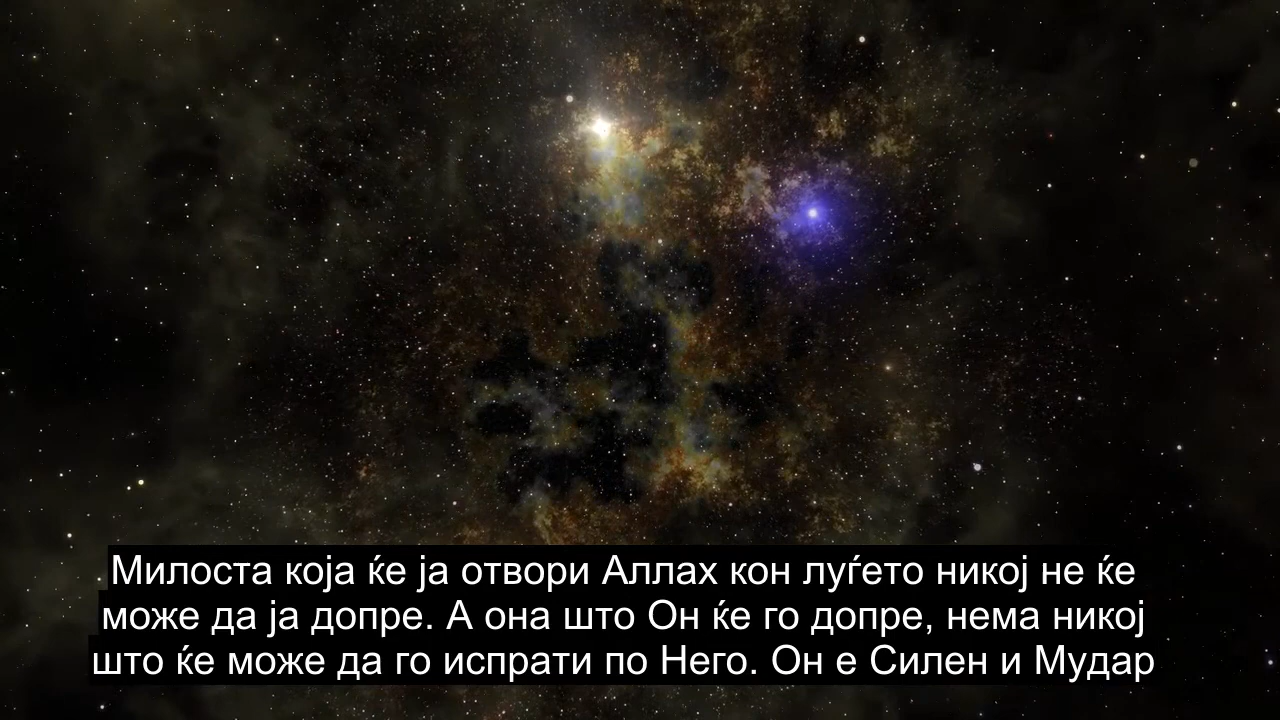 Милоста која ќе ја отвори Аллах кон луѓето никој не ќе
може да ја допре. А она што Он ќе го допре, нема никој
што ќе може да го испрати по Него. Он е Силен и Мудар